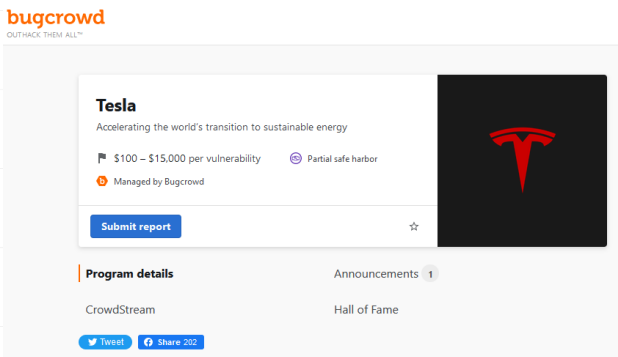 bugcrowd
OUTHACK THEM ALL™
Tesla
Accelerating the world's transition to sustainable energy
$100 – $15,000 per vulnerability
Partial safe harbor
b
Managed by Bugcrowd
Submit report
Program details
Announcements 1
CrowdStream
Hall of Fame
Tweet
Share 202